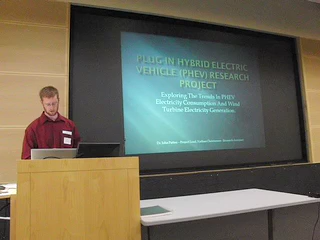 PLUG IN HYBRID ELECTRIC
VEHICLE (PHEV) RESEARCH
PROJECT
Exploring The Trends In PHEV
Electricity Consumption And Wind
Turbine Electricity Generation